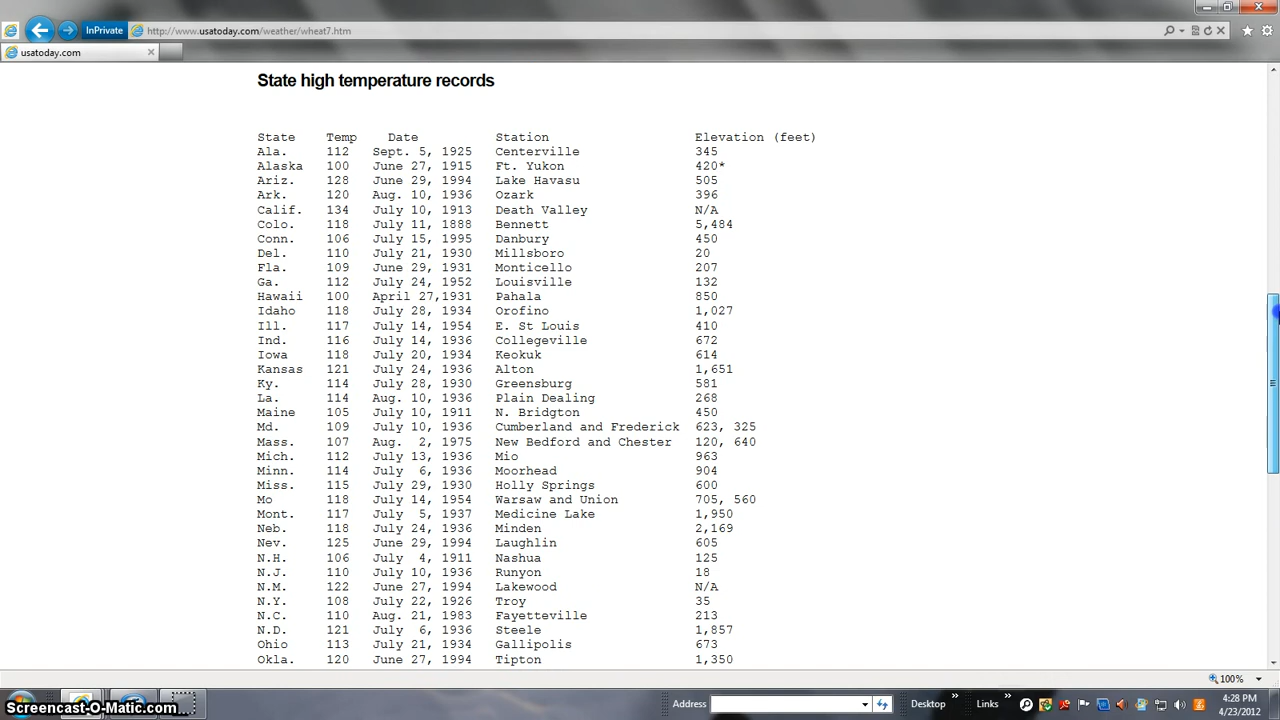 InPrivate http://www.usatoday.com/weather/wheat7.htm
usatoday.com
State high temperature records
State Temp Date Station Elevation (feet)
Ala. 112 Sept. 5, 1925 Centerville 345
Alaska 100 June 27, 1915 Ft. Yukon 420*
Ariz. 128 June 29, 1994 Lake Havasu 505
Ark. 120 Aug. 10, 1936 Ozark 396
Calif. 134 July 10, 1913 Death Valley N/A
Colo. 118 July 11, 1888 Bennett 5,484
Conn. 106 July 15, 1995 Danbury 450
Del. 110 July 21, 1930 Millsboro 20
Fla. 109 June 29, 1931 Monticello 207
Ga. 112 July 24, 1952 Louisville 132
Hawaii 100 April 27,1931 Pahala 850
Idaho 118 July 28, 1934 Orofino 1,027
Ill. 117 July 14, 1954 E. St Louis 410
Ind. 116 July 14, 1936 Collegeville 672
Iowa 118 July 20, 1934 Keokuk 614
Kansas 121 July 24, 1936 Alton 1,651
Ky. 114 July 28, 1930 Greensburg 581
La. 114 Aug. 10, 1936 Plain Dealing 268
Maine 105 July 10, 1911 N. Bridgton 450
Md. 109 July 10, 1936 Cumberland and Frederick 623, 325
Mass. 107 Aug. 2, 1975 New Bedford and Chester 120, 640
Mich. 112 July 13, 1936 Mio 963
Minn. 114 July 6, 1936 Moorhead 904
Miss. 115 July 29, 1930 Holly Springs 600
Mo 118 July 14, 1954 Warsaw and Union 705, 560
Mont. 117 July 5, 1937 Medicine Lake 1,950
Neb. 118 July 24, 1936 Minden 2,169
Nev. 125 June 29, 1994 Laughlin 605
N.H. 106 July 4, 1911 Nashua 125
N.J. 110 July 10, 1936 Runyon 18
N.M. 122 June 27, 1994 Lakewood N/A
N.Y. 108 July 22, 1926 Troy 35
N.C. 110 Aug. 21, 1983 Fayetteville 213
N.D. 121 July 6, 1936 Steele 1,857
Ohio 113 July 21, 1934 Gallipolis 673
Okla. 120 June 27, 1994 Tipton 1,350
100%
Screencast-O-Matic.com Address Desktop » Links » 4:28 PM
4/23/2012